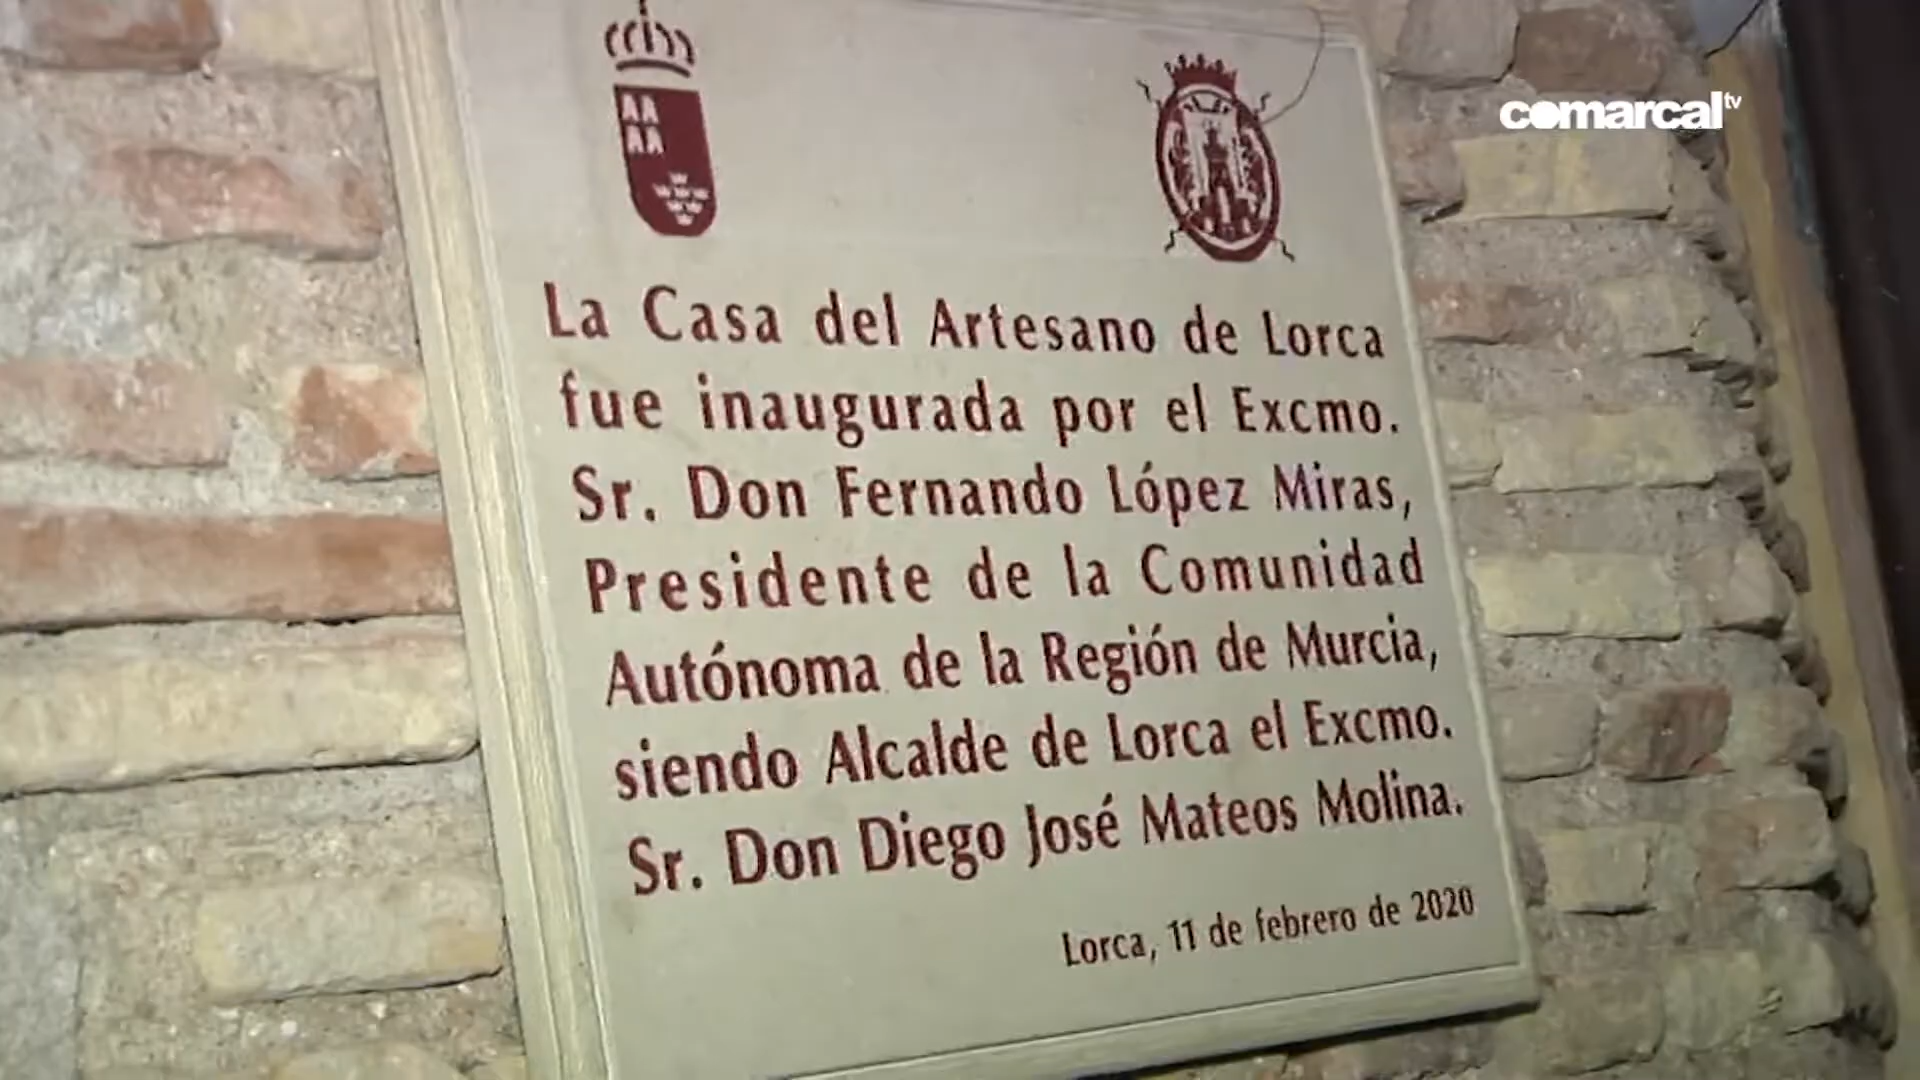 comarcal tv
La Casa del Artesano de Lorca
fue inaugurada por el Excmo.
Sr. Don Fernando López Miras,
Presidente de la Comunidad
Autónoma de la Región de Murcia,
siendo Alcalde de Lorca el Excmo.
Sr. Don Diego José Mateos Molina.
Lorca, 11 de febrero de 2020